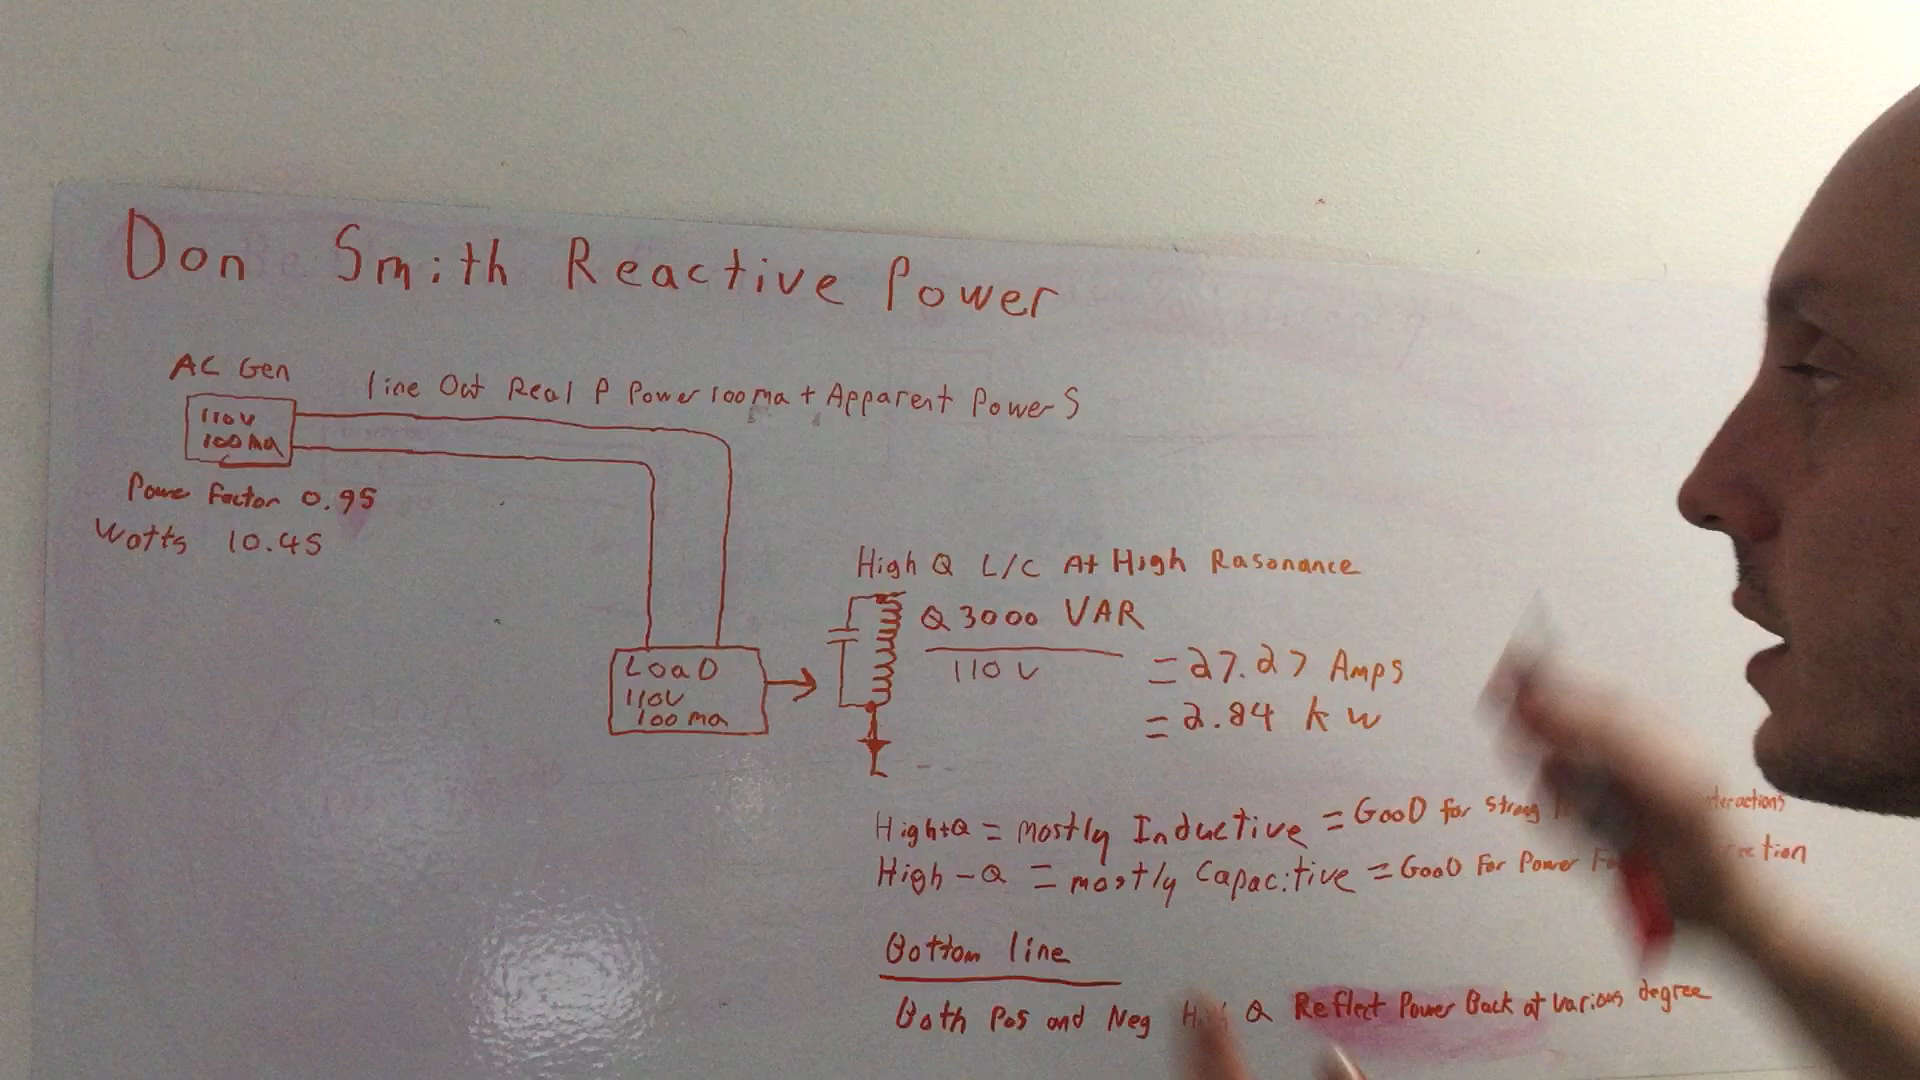 Don Smith Reactive Power
AC Gen
line Out Real P Power 100ma + Apparent Power S
110V
100ma
Power Factor 0.95
Watts 10.45
High Q L/C At High Rasonance
Q 3000 VAR
110V
= 27.27 Amps
= 2.84 kw
LOaD
110V
100ma
High+Q = mostly Inductive = GooD for Strong
High -Q = mostly Capacitive = GooD For Power
Bottom line
Both Pos and Neg Q Reflect Power Back at various degree